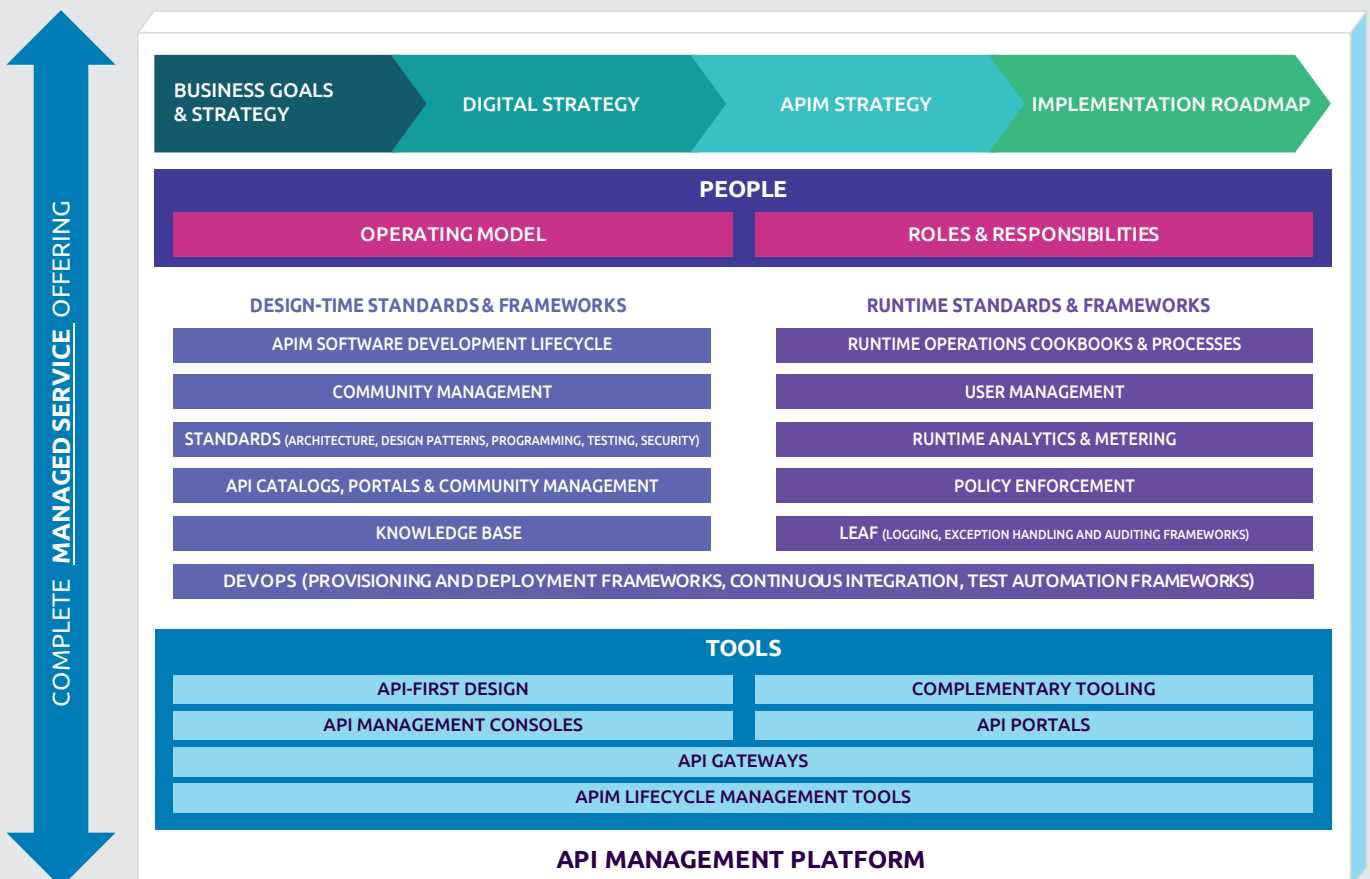 COMPLETE MANAGED SERVICE OFFERING
BUSINESS GOALS
& STRATEGY
DIGITAL STRATEGY
APIM STRATEGY
IMPLEMENTATION ROADMAP
PEOPLE
OPERATING MODEL
ROLES & RESPONSIBILITIES
DESIGN-TIME STANDARDS & FRAMEWORKS
APIM SOFTWARE DEVELOPMENT LIFECYCLE
COMMUNITY MANAGEMENT
STANDARDS (ARCHITECTURE, DESIGN PATTERNS, PROGRAMMING, TESTING, SECURITY)
API CATALOGS, PORTALS & COMMUNITY MANAGEMENT
KNOWLEDGE BASE
RUNTIME STANDARDS & FRAMEWORKS
RUNTIME OPERATIONS COOKBOOKS & PROCESSES
USER MANAGEMENT
RUNTIME ANALYTICS & METERING
POLICY ENFORCEMENT
LEAF (LOGGING, EXCEPTION HANDLING AND AUDITING FRAMEWORKS)
DEVOPS (PROVISIONING AND DEPLOYMENT FRAMEWORKS, CONTINUOUS INTEGRATION, TEST AUTOMATION FRAMEWORKS)
TOOLS
API-FIRST DESIGN
COMPLEMENTARY TOOLING
API MANAGEMENT CONSOLES
API PORTALS
API GATEWAYS
APIM LIFECYCLE MANAGEMENT TOOLS
API MANAGEMENT PLATFORM